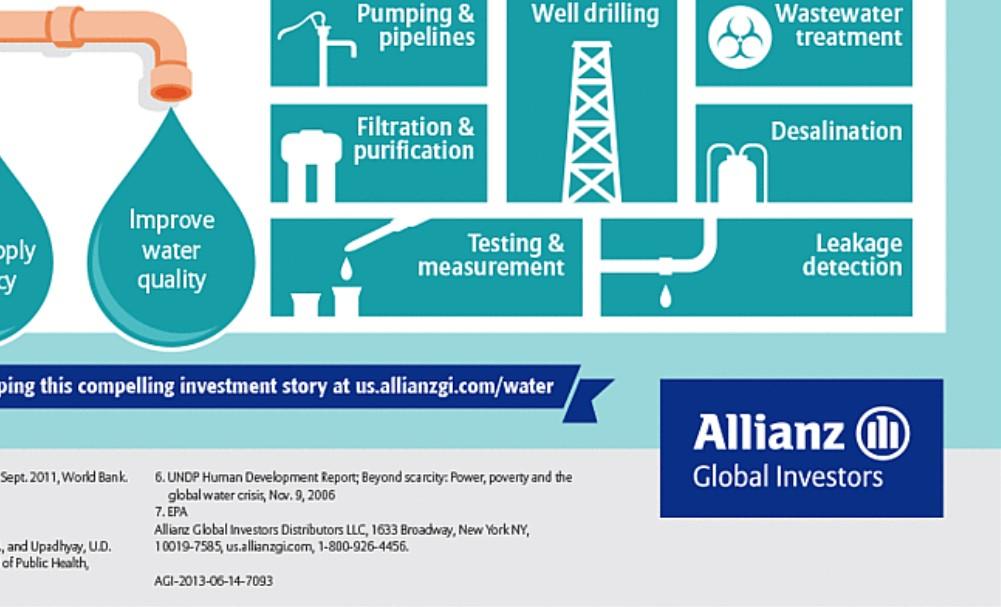 Pumping &
pipelines
Well drilling
Wastewater
treatment
Filtration &
purification
Desalination
Improve
water
quality
Testing &
measurement
Leakage
detection
this compelling investment story at us.allianzgi.com/water
Allianz
Global Investors
Sept. 2011, World Bank.
, and Upadhyay, U.D.
of Public Health,
6. UNDP Human Development Report; Beyond scarcity: Power, poverty and the
global water crisis, Nov. 9, 2006
7. EPA
Allianz Global Investors Distributors LLC, 1633 Broadway, New York NY,
10019-7585, us.allianzgi.com, 1-800-926-4456.
AGI-2013-06-14-7093